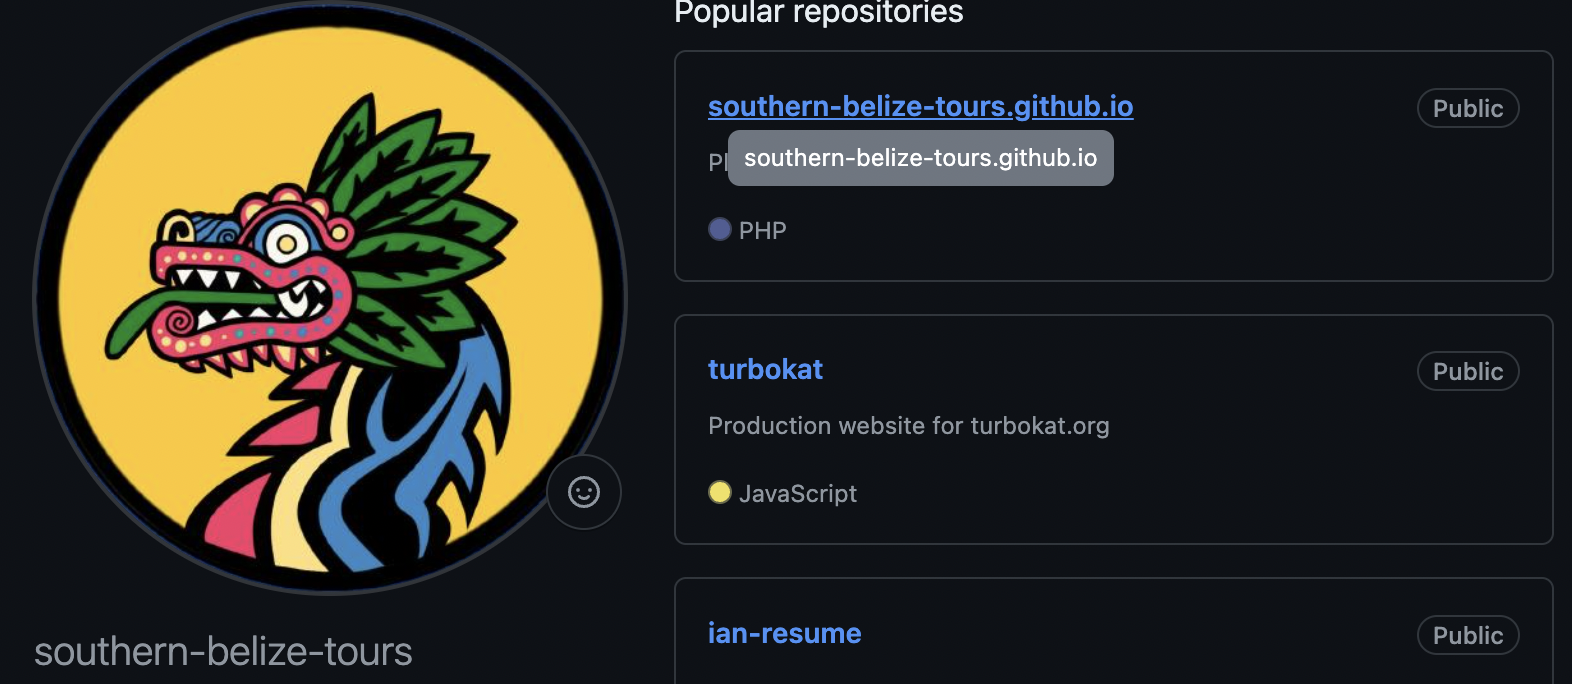 Popular repositories
southern-belize-tours.github.io
Public
southern-belize-tours.github.io
PHP
turbokat
Public
Production website for turbokat.org
JavaScript
ian-resume
Public
southern-belize-tours